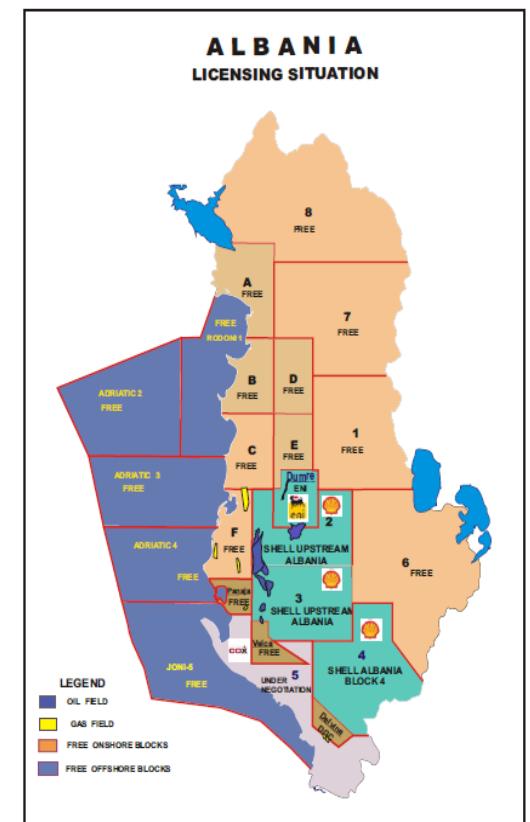 ALBANIA
LICENSING SITUATION
8
FREE
A
FREE
FREE
RODONI 1
7
FREE
ADRIATIC 2
FREE
B
FREE
D
FREE
1
FREE
C
FREE
E
FREE
ADRIATIC 3
FREE
Dumre
ENI
eni
2
SHELL UPSTREAM
ALBANIA
F
FREE
ADRIATIC 4
FREE
6
FREE
3
SHELL UPSTREAM
ALBANIA
FREE
Velca
FREE
4
SHELL ALBANIA
BLOCK 4
JONI-5
FREE
5
UNDER
NEGOTATION
LEGEND
OIL FIELD
GAS FIELD
FREE ONSHORE BLOCKS
FREE OFFSHORE BLOCKS